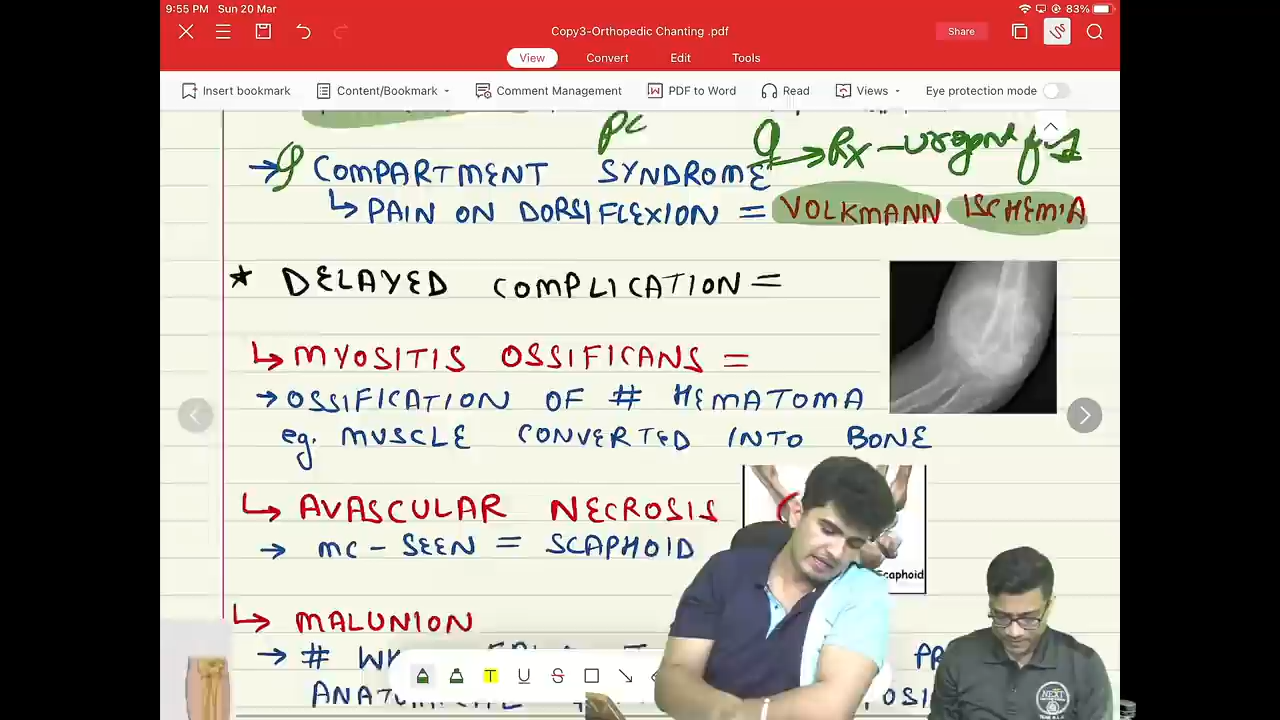 9:55 PM Sun 20 Mar 83%
Copy3-Orthopedic Chanting .pdf
Share
View Convert Edit Tools
Insert bookmark Content/Bookmark Comment Management PDF to Word Read Views Eye protection mode
→ COMPARTMENT SYNDROME
→ Rx - urgent
↳ PAIN ON DORSIFLEXION = VOLKMANN ISCHEMIA
* DELAYED COMPLICATION =
↳ MYOSITIS OSSIFICANS =
→ OSSIFICATION OF # HEMATOMA
eg. MUSCLE CONVERTED INTO BONE
↳ AVASCULAR NECROSIS
→ mc - SEEN = SCAPHOID
Scaphoid
↳ MALUNION
→ #
NEXT